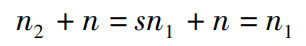 n₂ + n = sn₁ + n = n₁